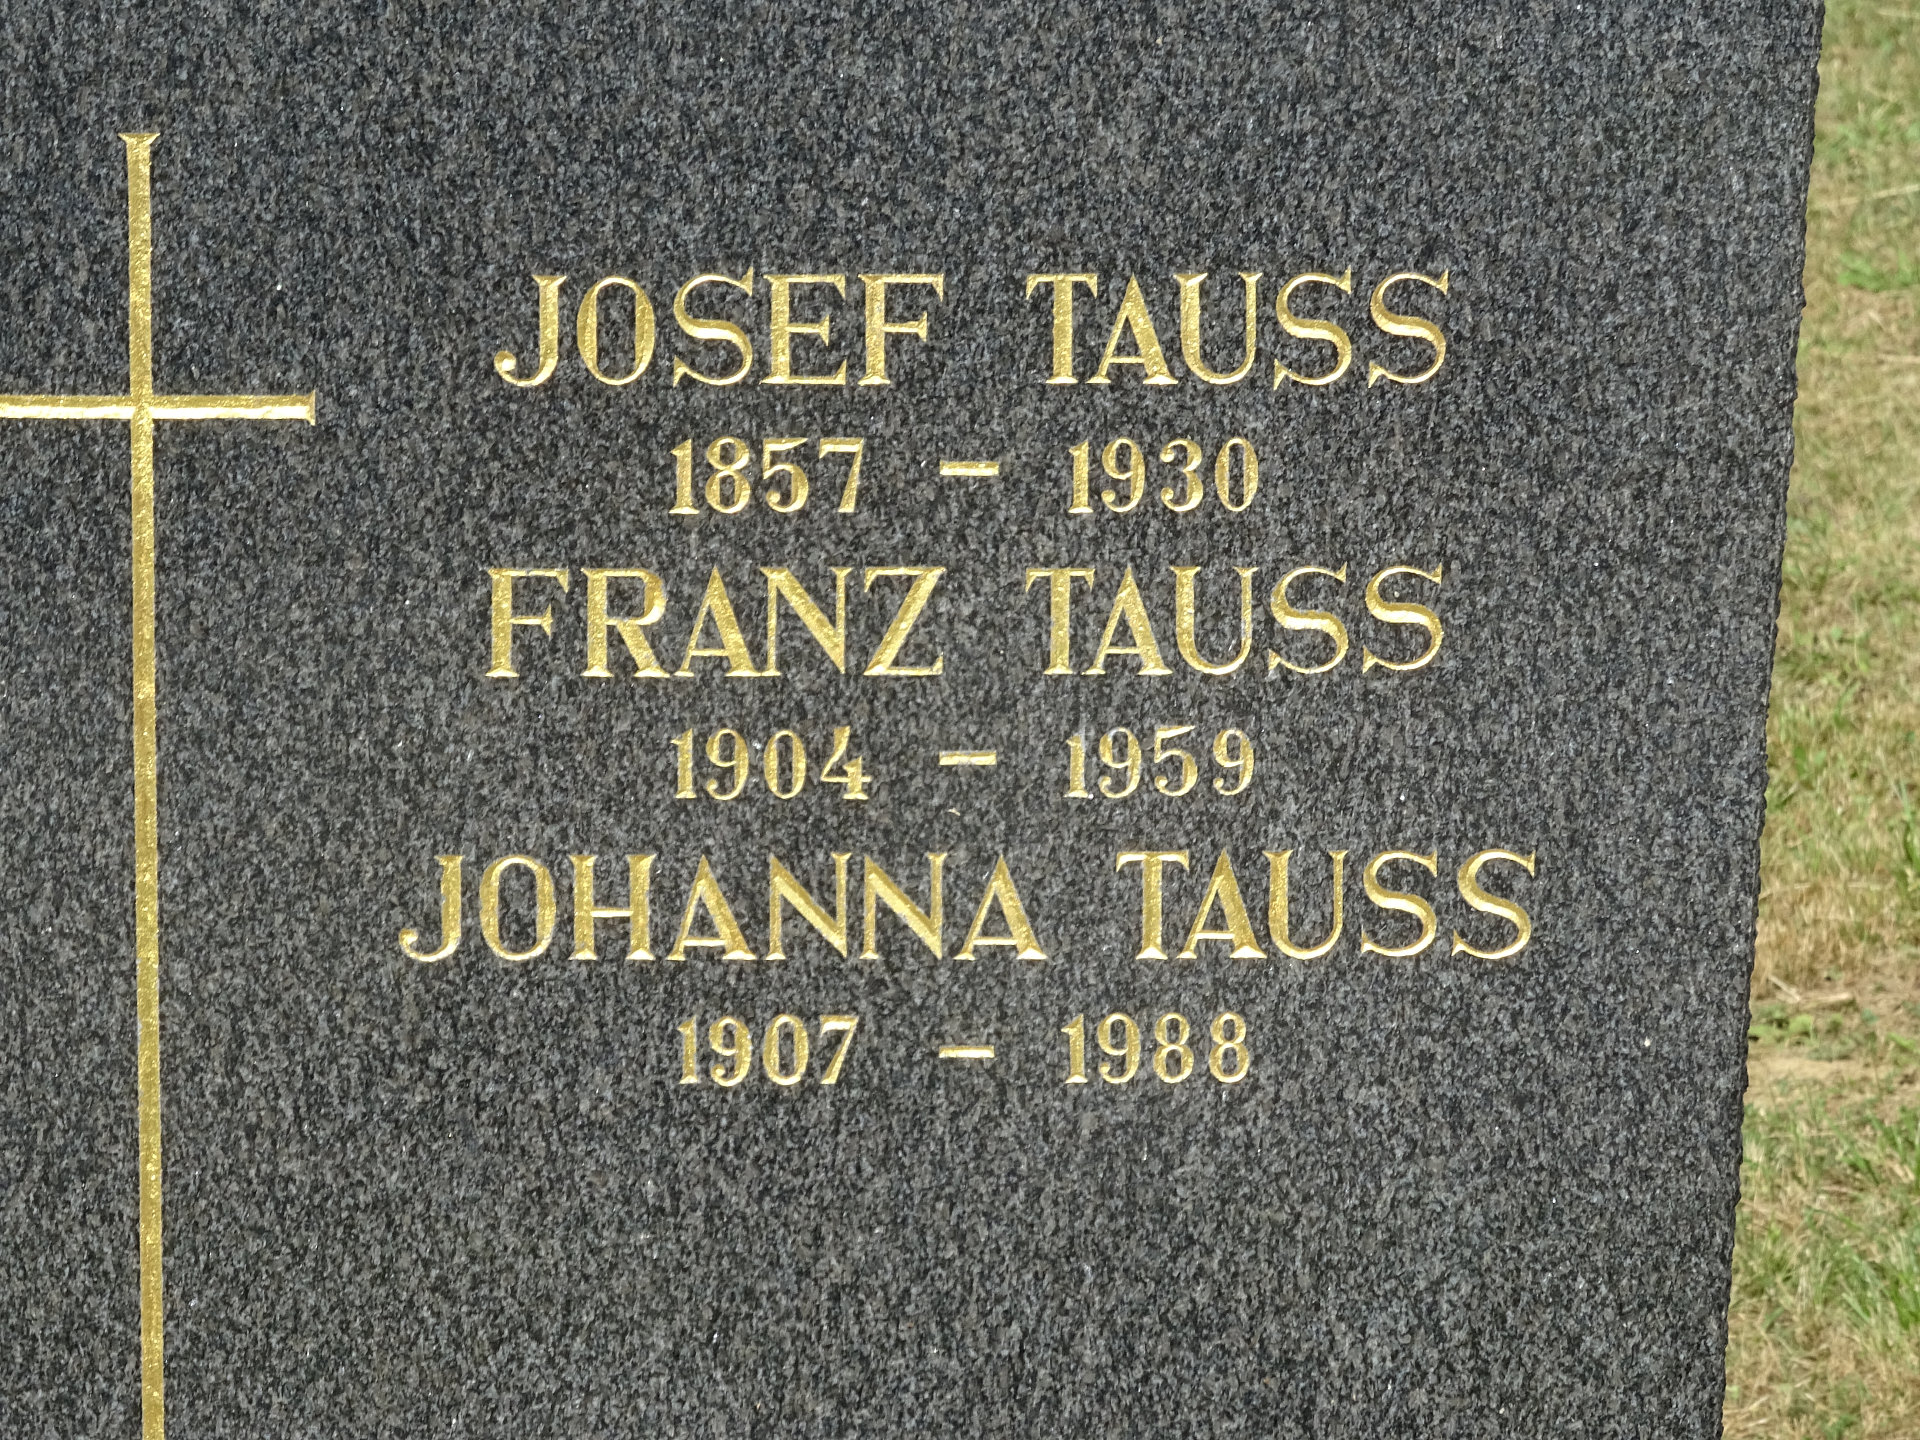 JOSEF TAUSS
1857 – 1930
FRANZ TAUSS
1904 – 1959
JOHANNA TAUSS
1907 – 1988